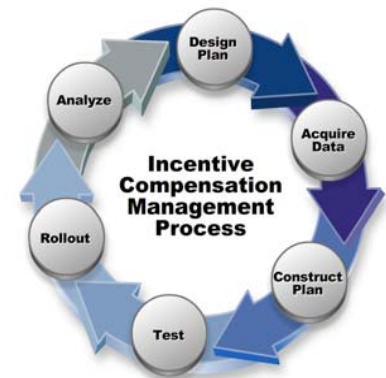 Design
Plan
Acquire
Data
Construct
Plan
Test
Rollout
Analyze
Incentive
Compensation
Management
Process